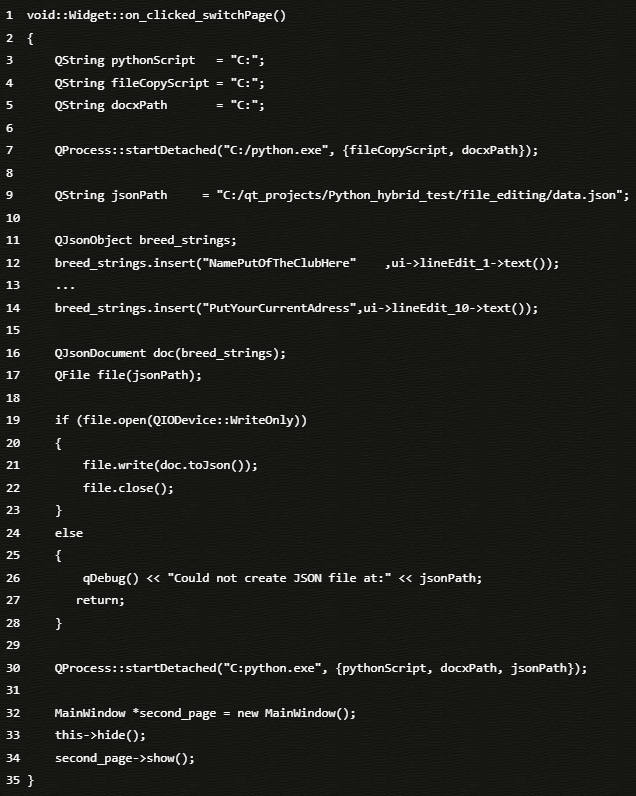 1 void::Widget::on_clicked_switchPage()
2 {
3     QString pythonScript   = "C:";
4     QString fileCopyScript = "C:";
5     QString docxPath       = "C:";
6
7     QProcess::startDetached("C:/python.exe", {fileCopyScript, docxPath});
8
9     QString jsonPath     = "C:/qt_projects/Python_hybrid_test/file_editing/data.json";
10
11     QJsonObject breed_strings;
12     breed_strings.insert("NamePutOfTheClubHere"    ,ui->lineEdit_1->text());
13     ...
14     breed_strings.insert("PutYourCurrentAdress",ui->lineEdit_10->text());
15
16     QJsonDocument doc(breed_strings);
17     QFile file(jsonPath);
18
19     if (file.open(QIODevice::WriteOnly))
20     {
21         file.write(doc.toJson());
22         file.close();
23     }
24     else
25     {
26         qDebug() << "Could not create JSON file at:" << jsonPath;
27        return;
28     }
29
30     QProcess::startDetached("C:python.exe", {pythonScript, docxPath, jsonPath});
31
32     MainWindow *second_page = new MainWindow();
33     this->hide();
34     second_page->show();
35 }